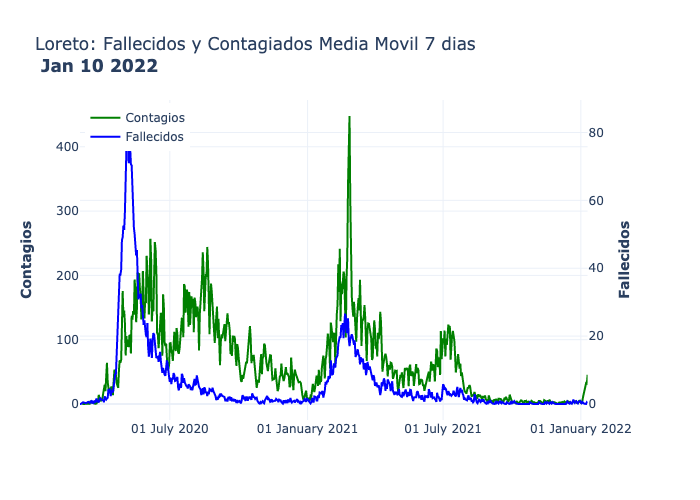 Loreto: Fallecidos y Contagiados Media Movil 7 dias
Jan 10 2022
Contagios
Fallecidos
400
300
200
100
0
80
60
40
20
0
Contagios
Fallecidos
01 July 2020
01 January 2021
01 July 2021
01 January 2022